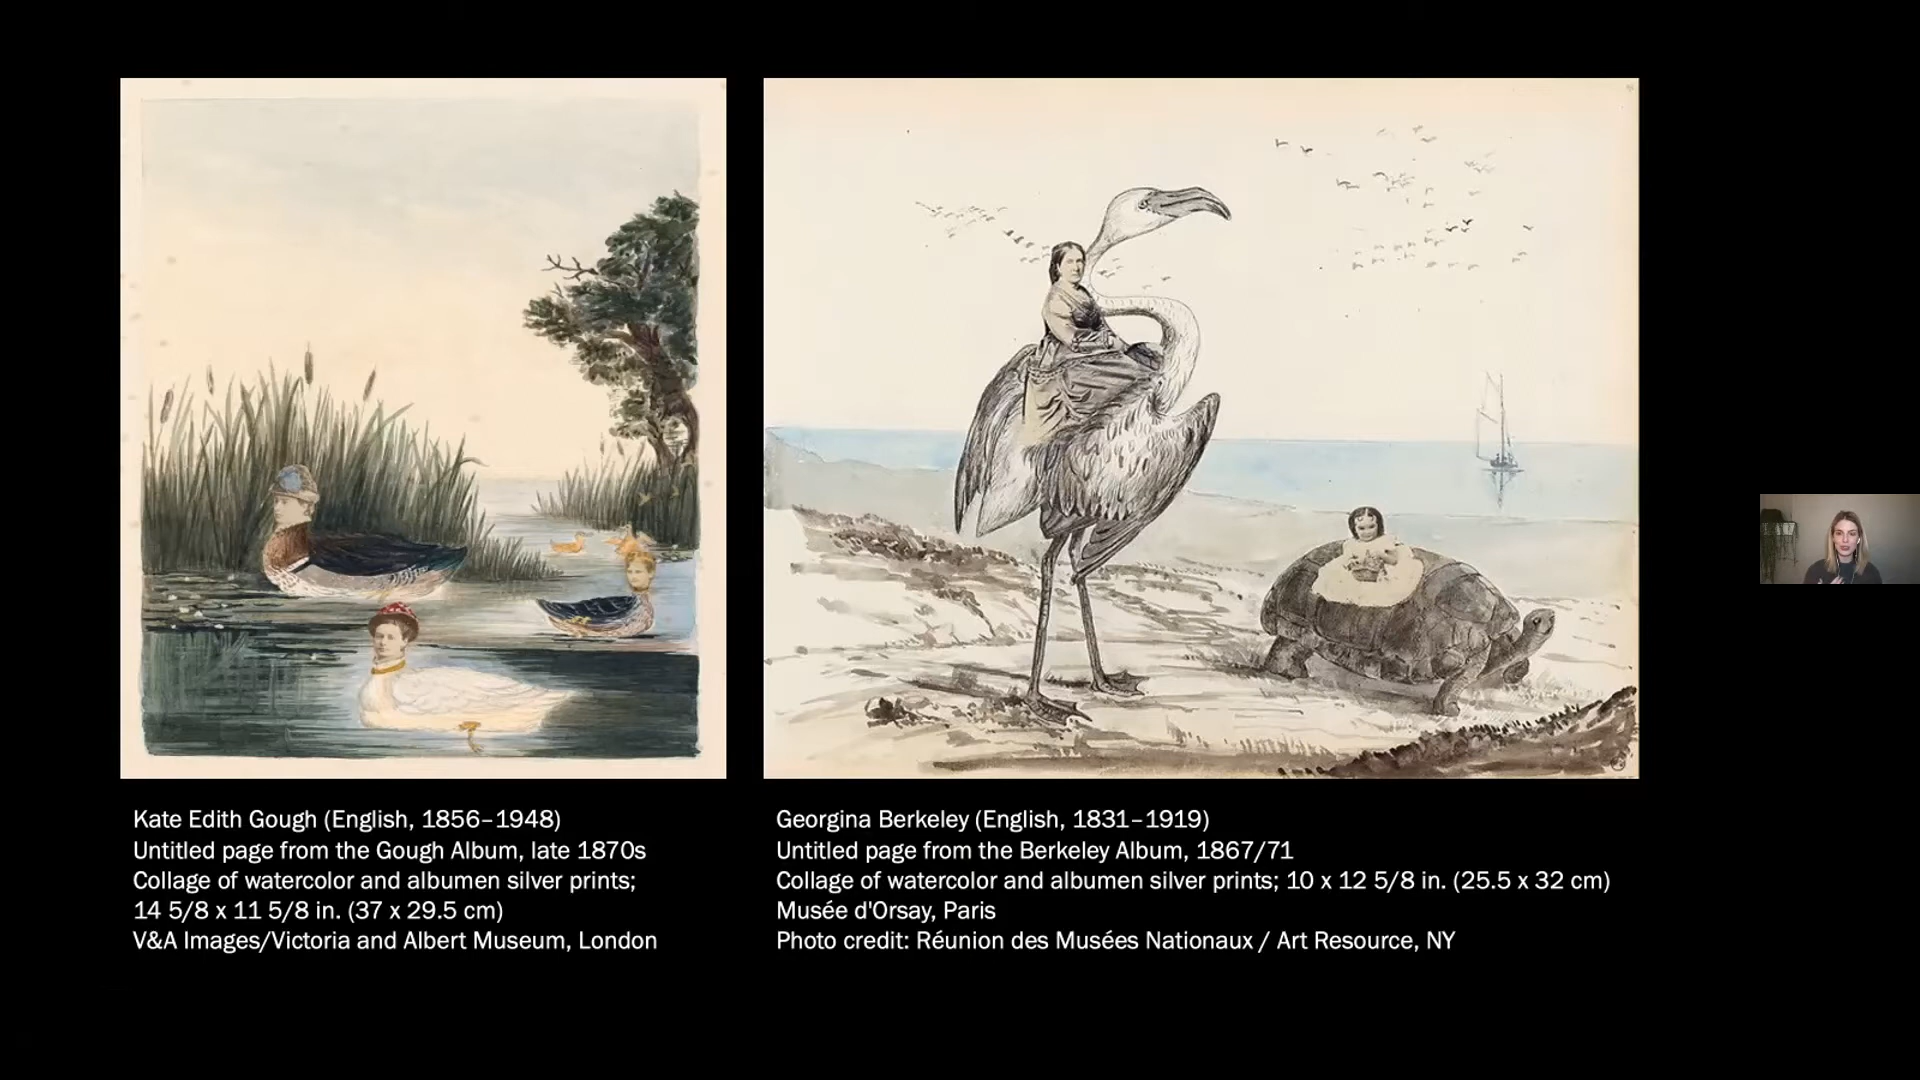 Kate Edith Gough (English, 1856–1948)
Untitled page from the Gough Album, late 1870s
Collage of watercolor and albumen silver prints;
14 5/8 x 11 5/8 in. (37 x 29.5 cm)
V&A Images/Victoria and Albert Museum, London
Georgina Berkeley (English, 1831–1919)
Untitled page from the Berkeley Album, 1867/71
Collage of watercolor and albumen silver prints; 10 x 12 5/8 in. (25.5 x 32 cm)
Musée d'Orsay, Paris
Photo credit: Réunion des Musées Nationaux / Art Resource, NY